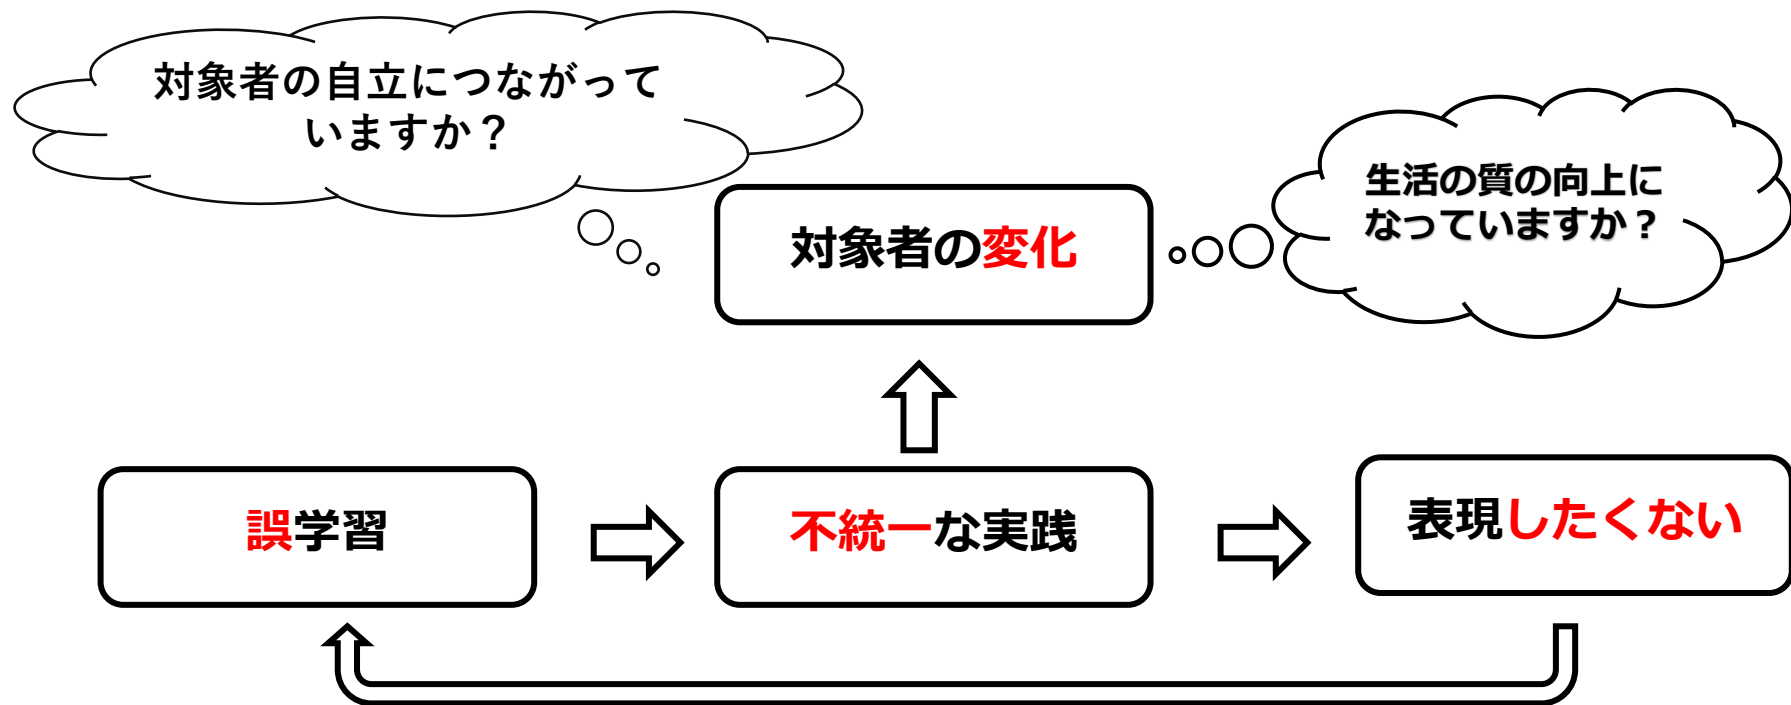 対象者の自立につながって
いますか？
生活の質の向上に
なっていますか？
対象者の変化
誤学習
不統一な実践
表現したくない